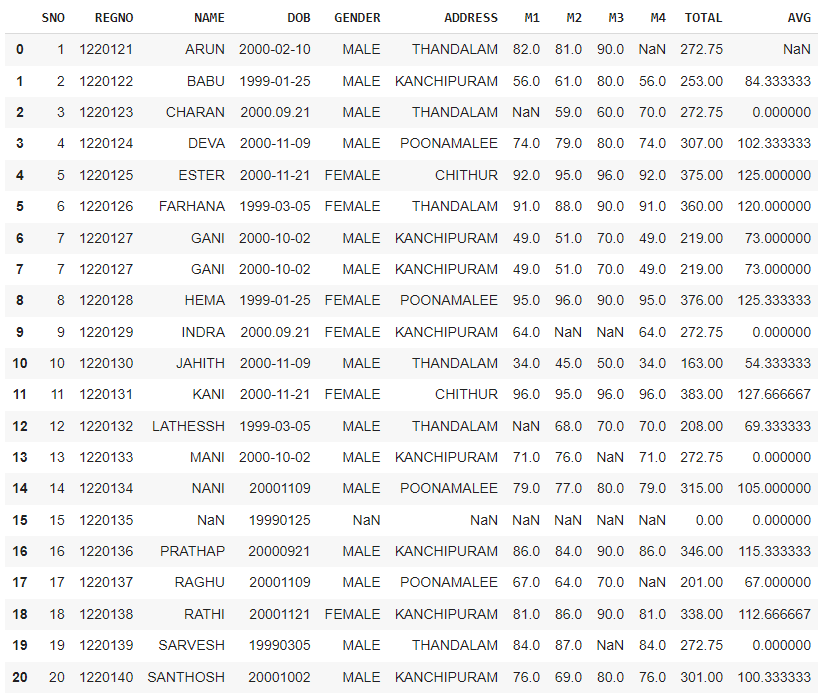 SNO REGNO NAME DOB GENDER ADDRESS M1 M2 M3 M4 TOTAL AVG
0 1 1220121 ARUN 2000-02-10 MALE THANDALAM 82.0 81.0 90.0 NaN 272.75 NaN
1 2 1220122 BABU 1999-01-25 MALE KANCHIPURAM 56.0 61.0 80.0 56.0 253.00 84.333333
2 3 1220123 CHARAN 2000.09.21 MALE THANDALAM NaN 59.0 60.0 70.0 272.75 0.000000
3 4 1220124 DEVA 2000-11-09 MALE POONAMALEE 74.0 79.0 80.0 74.0 307.00 102.333333
4 5 1220125 ESTER 2000-11-21 FEMALE CHITHUR 92.0 95.0 96.0 92.0 375.00 125.000000
5 6 1220126 FARHANA 1999-03-05 FEMALE THANDALAM 91.0 88.0 90.0 91.0 360.00 120.000000
6 7 1220127 GANI 2000-10-02 MALE KANCHIPURAM 49.0 51.0 70.0 49.0 219.00 73.000000
7 7 1220127 GANI 2000-10-02 MALE KANCHIPURAM 49.0 51.0 70.0 49.0 219.00 73.000000
8 8 1220128 HEMA 1999-01-25 FEMALE POONAMALEE 95.0 96.0 90.0 95.0 376.00 125.333333
9 9 1220129 INDRA 2000.09.21 FEMALE KANCHIPURAM 64.0 NaN NaN 64.0 272.75 0.000000
10 10 1220130 JAHITH 2000-11-09 MALE THANDALAM 34.0 45.0 50.0 34.0 163.00 54.333333
11 11 1220131 KANI 2000-11-21 FEMALE CHITHUR 96.0 95.0 96.0 96.0 383.00 127.666667
12 12 1220132 LATHESSH 1999-03-05 MALE THANDALAM NaN 68.0 70.0 70.0 208.00 69.333333
13 13 1220133 MANI 2000-10-02 MALE KANCHIPURAM 71.0 76.0 NaN 71.0 272.75 0.000000
14 14 1220134 NANI 20001109 MALE POONAMALEE 79.0 77.0 80.0 79.0 315.00 105.000000
15 15 1220135 NaN 19990125 NaN NaN NaN NaN NaN NaN 0.00 0.000000
16 16 1220136 PRATHAP 20000921 MALE KANCHIPURAM 86.0 84.0 90.0 86.0 346.00 115.333333
17 17 1220137 RAGHU 20001109 MALE POONAMALEE 67.0 64.0 70.0 NaN 201.00 67.000000
18 18 1220138 RATHI 20001121 FEMALE KANCHIPURAM 81.0 86.0 90.0 81.0 338.00 112.666667
19 19 1220139 SARVESH 19990305 MALE THANDALAM 84.0 87.0 NaN 84.0 272.75 0.000000
20 20 1220140 SANTHOSH 20001002 MALE KANCHIPURAM 76.0 69.0 80.0 76.0 301.00 100.333333